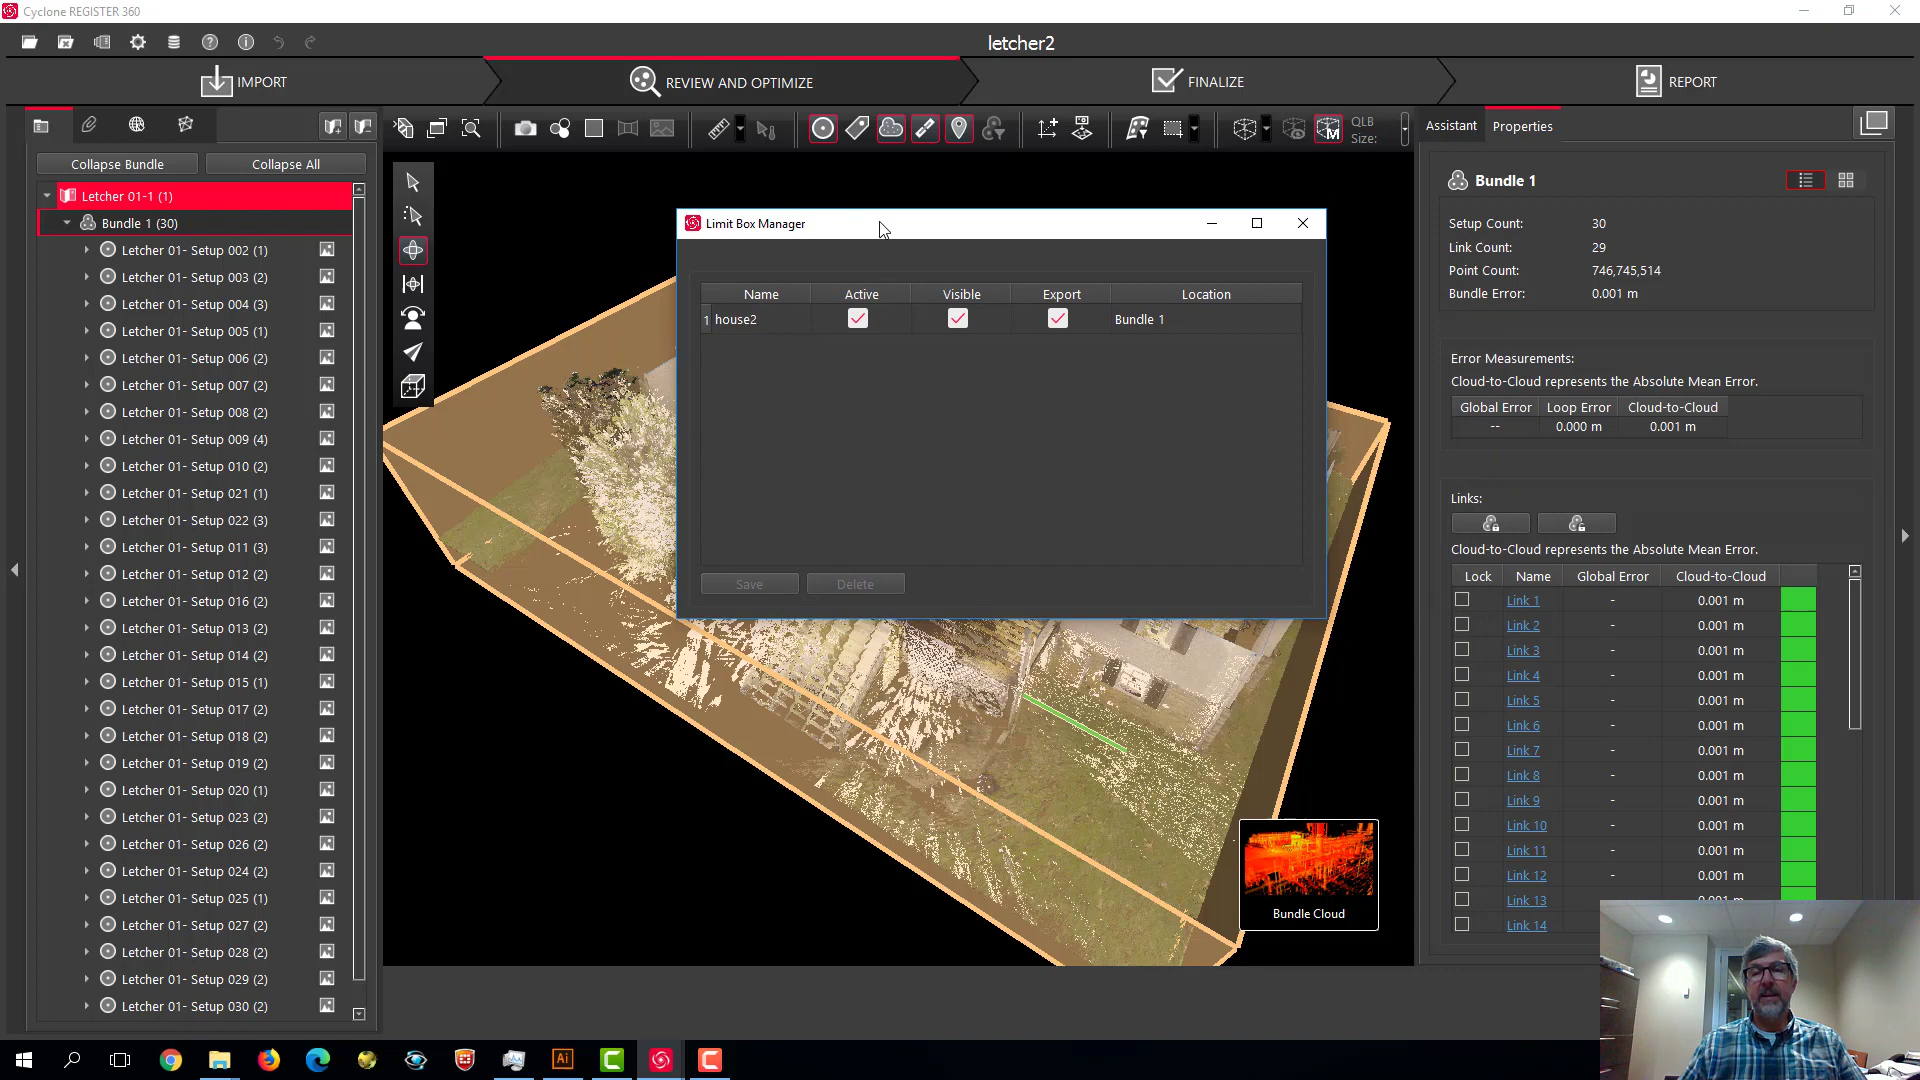 Cyclone REGISTER 360
letcher2
IMPORT
REVIEW AND OPTIMIZE
FINALIZE
REPORT
QLB
Size:
Assistant
Properties
Collapse Bundle
Collapse All
Letcher 01-1 (1)
Bundle 1 (30)
Letcher 01- Setup 002 (1)
Letcher 01- Setup 003 (2)
Letcher 01- Setup 004 (3)
Letcher 01- Setup 005 (1)
Letcher 01- Setup 006 (2)
Letcher 01- Setup 007 (2)
Letcher 01- Setup 008 (2)
Letcher 01- Setup 009 (4)
Letcher 01- Setup 010 (2)
Letcher 01- Setup 021 (1)
Letcher 01- Setup 022 (3)
Letcher 01- Setup 011 (3)
Letcher 01- Setup 012 (2)
Letcher 01- Setup 016 (2)
Letcher 01- Setup 013 (2)
Letcher 01- Setup 014 (2)
Letcher 01- Setup 015 (1)
Letcher 01- Setup 017 (2)
Letcher 01- Setup 018 (2)
Letcher 01- Setup 019 (2)
Letcher 01- Setup 020 (1)
Letcher 01- Setup 023 (2)
Letcher 01- Setup 026 (2)
Letcher 01- Setup 024 (2)
Letcher 01- Setup 025 (1)
Letcher 01- Setup 027 (2)
Letcher 01- Setup 028 (2)
Letcher 01- Setup 029 (2)
Letcher 01- Setup 030 (2)
Limit Box Manager
Name Active Visible Export Location
1 house2 Bundle 1
Save Delete
Bundle Cloud
Bundle 1
Setup Count: 30
Link Count: 29
Point Count: 746,745,514
Bundle Error: 0.001 m
Error Measurements:
Cloud-to-Cloud represents the Absolute Mean Error.
Global Error Loop Error Cloud-to-Cloud
-- 0.000 m 0.001 m
Links:
Cloud-to-Cloud represents the Absolute Mean Error.
Lock Name Global Error Cloud-to-Cloud
Link 1 - 0.001 m
Link 2 - 0.001 m
Link 3 - 0.001 m
Link 4 - 0.001 m
Link 5 - 0.001 m
Link 6 - 0.001 m
Link 7 - 0.001 m
Link 8 - 0.001 m
Link 9 - 0.001 m
Link 10 - 0.001 m
Link 11 - 0.001 m
Link 12 - 0.001 m
Link 13
Link 14
Ai